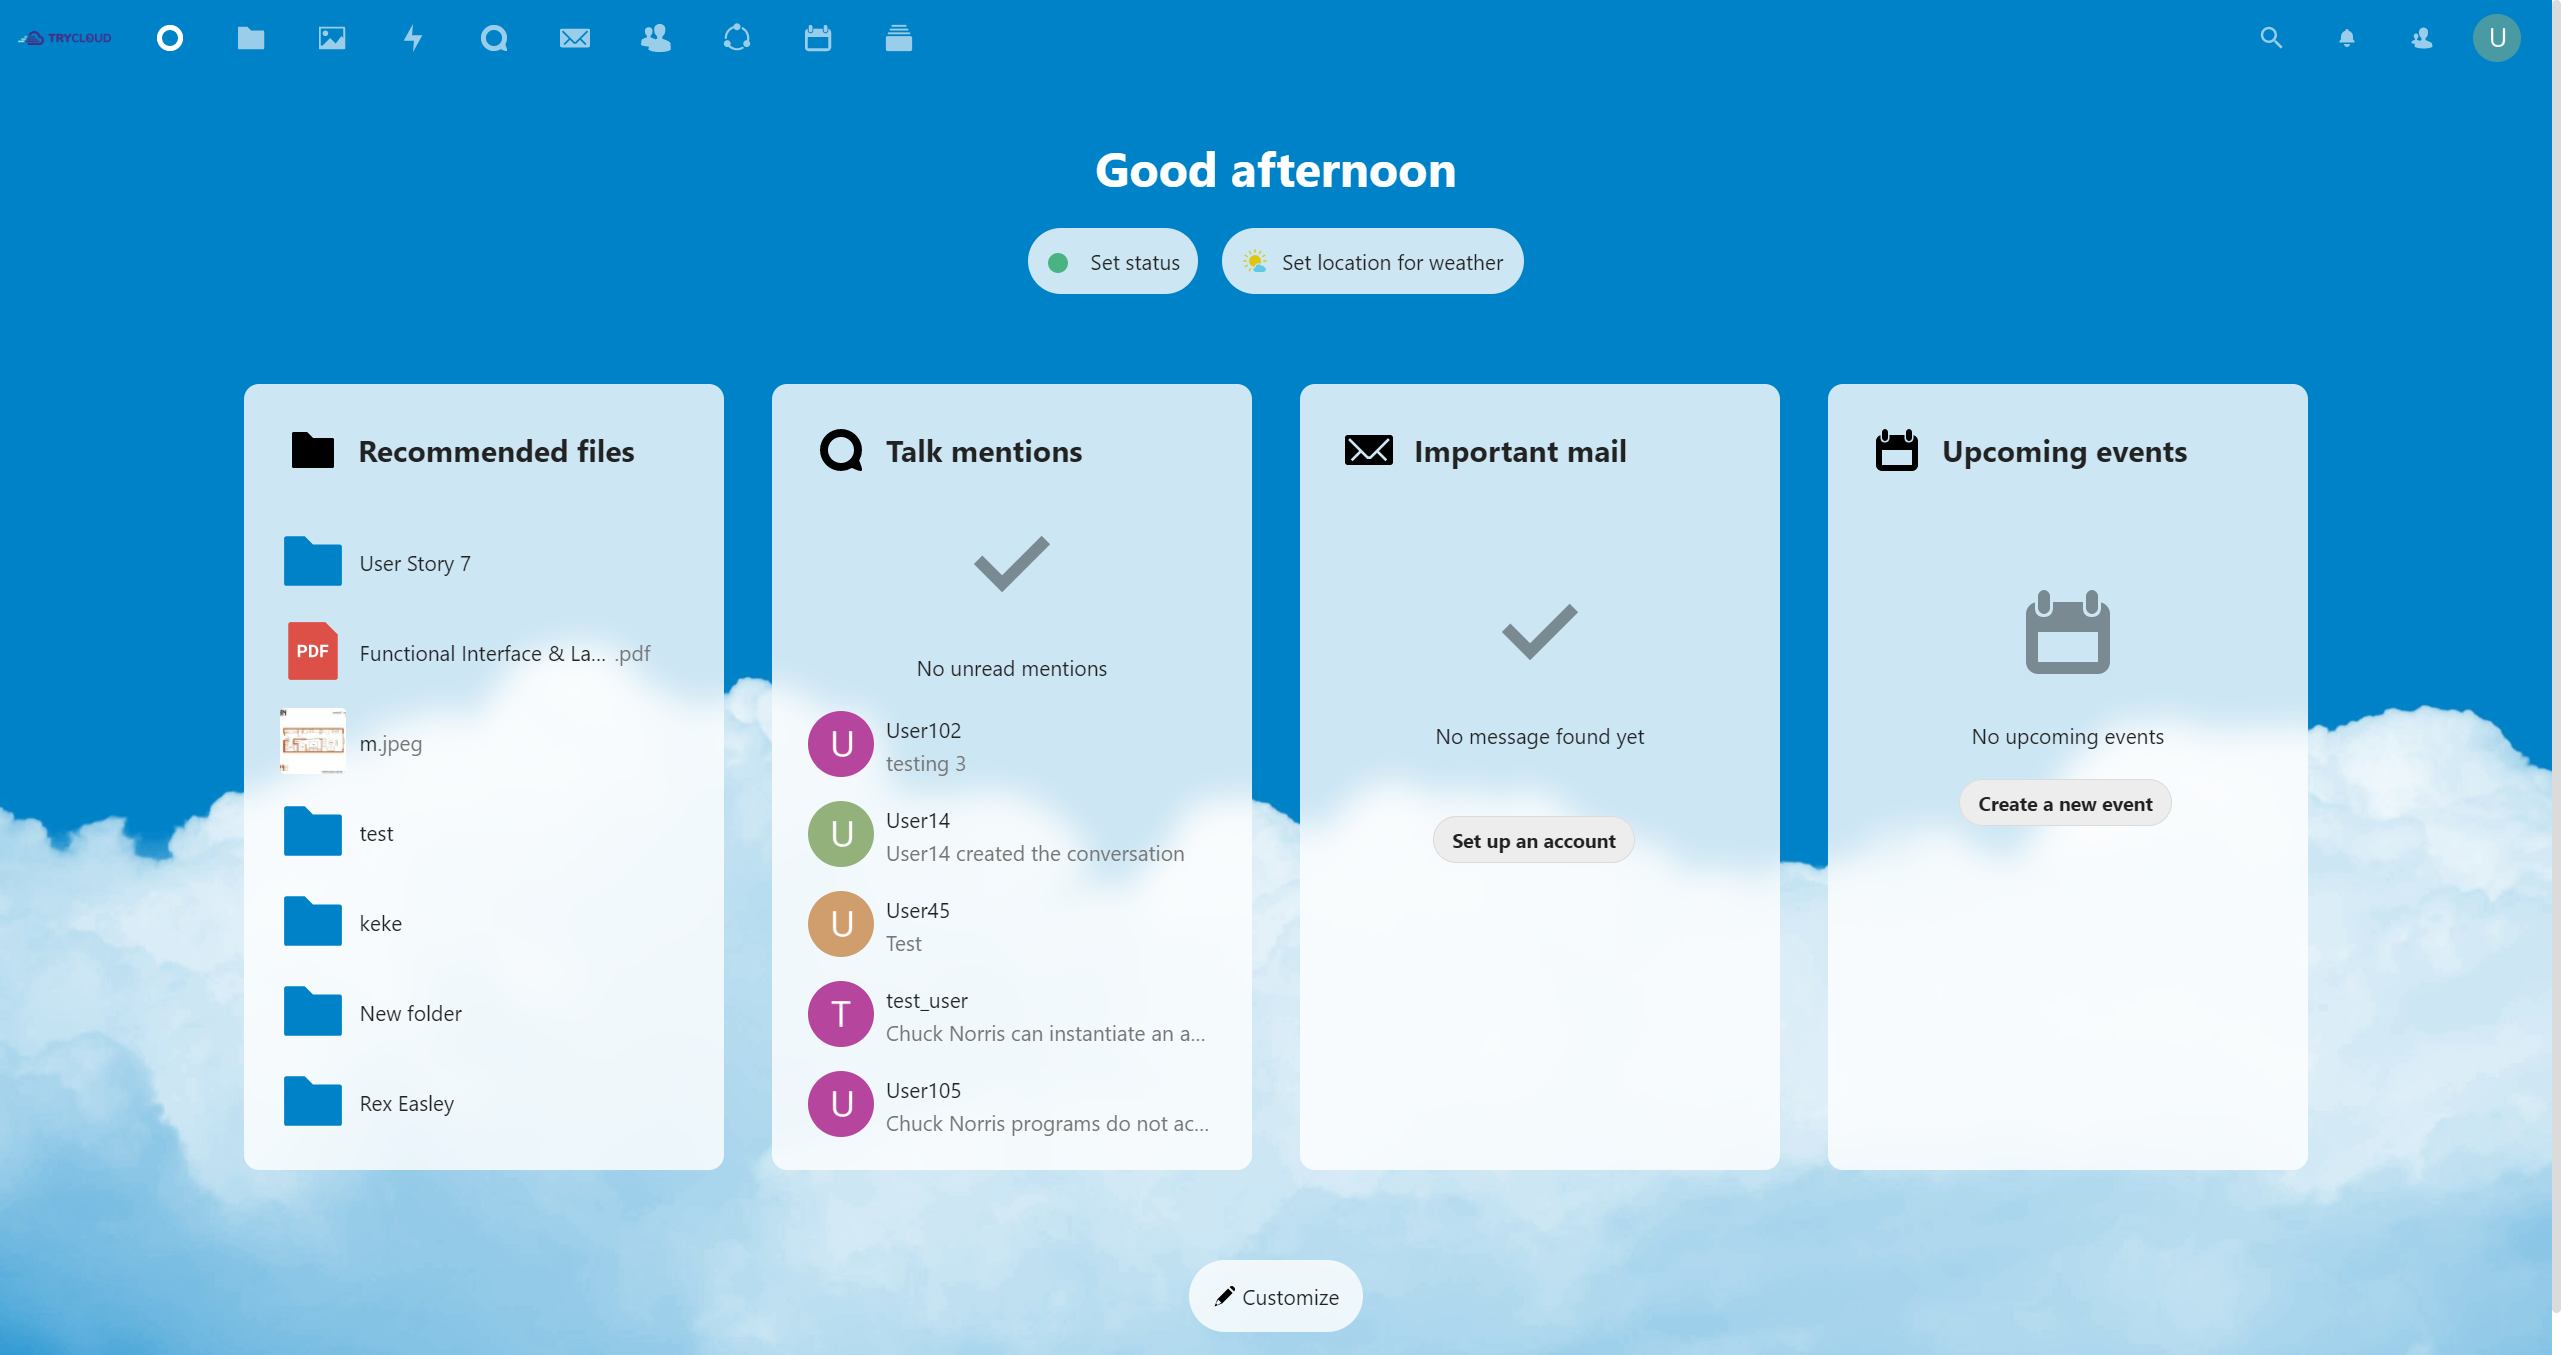 TRYCLOUD
U
Good afternoon
Set status
Set location for weather
Recommended files
User Story 7
PDF
Functional Interface & La... .pdf
m.jpeg
test
keke
New folder
Rex Easley
Talk mentions
No unread mentions
U
User102
testing 3
U
User14
User14 created the conversation
U
User45
Test
T
test_user
Chuck Norris can instantiate an a...
U
User105
Chuck Norris programs do not ac...
Important mail
No message found yet
Set up an account
Upcoming events
No upcoming events
Create a new event
Customize